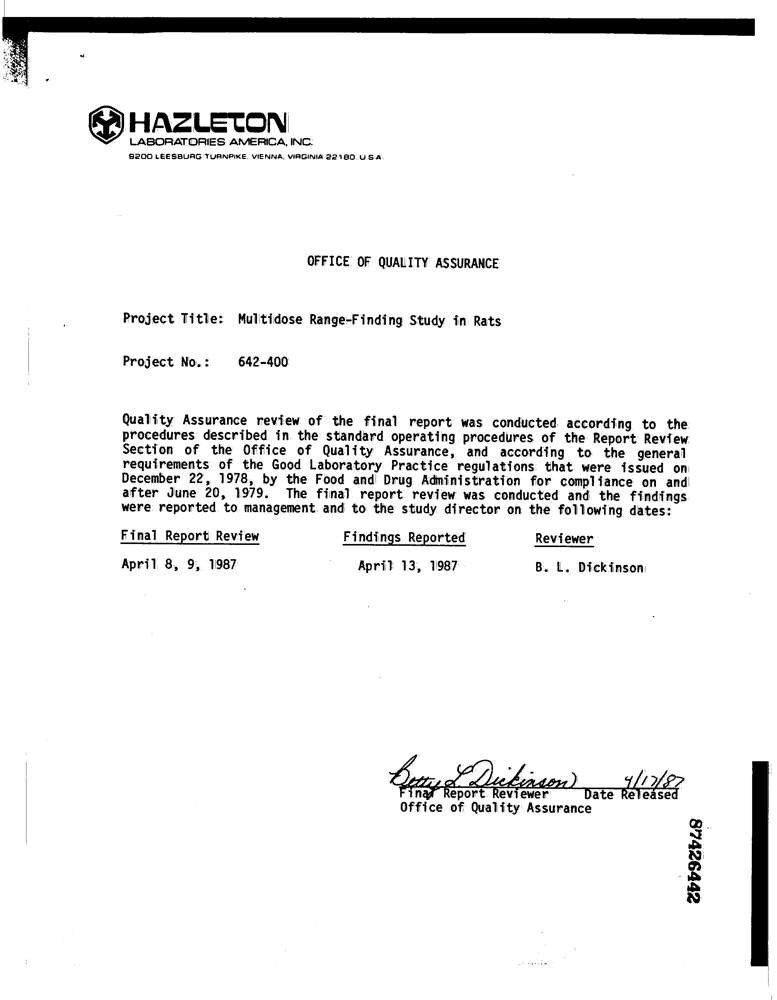 HAZLETON
LABORATORIES AMERICA, INC.
9200 LEESBURG TURNPIKE, VIENNA, VIRGINIA 22180, U.S.A.
OFFICE OF QUALITY ASSURANCE
Project Title: Multidose Range-Finding Study in Rats
Project No.: 642-400
Quality Assurance review of the final report was conducted according to the
procedures described in the standard operating procedures of the Report Review
Section of the Office of Quality Assurance, and according to the general
requirements of the Good Laboratory Practice regulations that were issued on
December 22, 1978, by the Food and Drug Administration for compliance on and
after June 20, 1979. The final report review was conducted and the findings
were reported to management and to the study director on the following dates:
Final Report Review Findings Reported Reviewer
April 8, 9, 1987 April 13, 1987 B. L. Dickinson
Betty L. Dickinson 4/17/87
Final Report Reviewer Date Released
Office of Quality Assurance
87426442